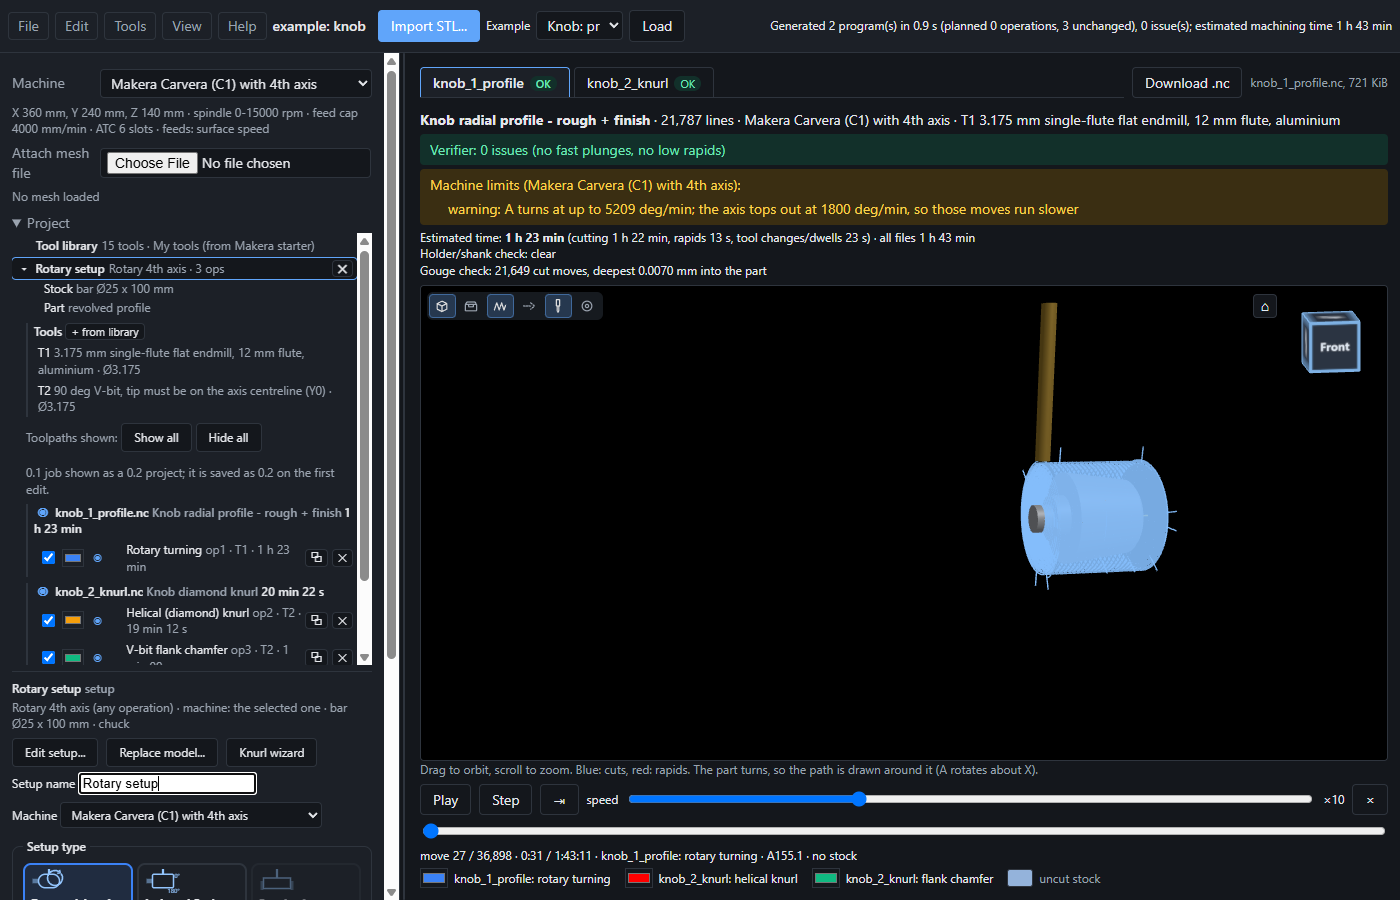 File Edit Tools View Help example: knob Import STL... Example Knob: pr Load Generated 2 program(s) in 0.9 s (planned 0 operations, 3 unchanged), 0 issue(s); estimated machining time 1 h 43 min
Machine Makera Carvera (C1) with 4th axis
X 360 mm, Y 240 mm, Z 140 mm · spindle 0-15000 rpm · feed cap
4000 mm/min · ATC 6 slots · feeds: surface speed
Attach mesh file Choose File No file chosen
No mesh loaded
Project
Tool library 15 tools · My tools (from Makera starter)
Rotary setup Rotary 4th axis · 3 ops
Stock bar Ø25 x 100 mm
Part revolved profile
Tools + from library
T1 3.175 mm single-flute flat endmill, 12 mm flute,
aluminium · Ø3.175
T2 90 deg V-bit, tip must be on the axis centreline (Y0) ·
Ø3.175
Toolpaths shown: Show all Hide all
0.1 job shown as a 0.2 project; it is saved as 0.2 on the first
edit.
knob_1_profile.nc Knob radial profile - rough + finish 1
h 23 min
Rotary turning op1 · T1 · 1 h 23
min
knob_2_knurl.nc Knob diamond knurl 20 min 22 s
Helical (diamond) knurl op2 · T2 ·
19 min 12 s
V-bit flank chamfer op3 · T2 · 1
Rotary setup setup
Rotary 4th axis (any operation) · machine: the selected one · bar
Ø25 x 100 mm · chuck
Edit setup... Replace model... Knurl wizard
Setup name Rotary setup
Machine Makera Carvera (C1) with 4th axis
Setup type
180°
knob_1_profile OK knob_2_knurl OK Download .nc knob_1_profile.nc, 721 KiB
Knob radial profile - rough + finish · 21,787 lines · Makera Carvera (C1) with 4th axis · T1 3.175 mm single-flute flat endmill, 12 mm flute, aluminium
Verifier: 0 issues (no fast plunges, no low rapids)
Machine limits (Makera Carvera (C1) with 4th axis):
warning: A turns at up to 5209 deg/min; the axis tops out at 1800 deg/min, so those moves run slower
Estimated time: 1 h 23 min (cutting 1 h 22 min, rapids 13 s, tool changes/dwells 23 s) · all files 1 h 43 min
Holder/shank check: clear
Gouge check: 21,649 cut moves, deepest 0.0070 mm into the part
Front
Drag to orbit, scroll to zoom. Blue: cuts, red: rapids. The part turns, so the path is drawn around it (A rotates about X).
Play Step speed ×10 ×
move 27 / 36,898 · 0:31 / 1:43:11 · knob_1_profile: rotary turning · A155.1 · no stock
knob_1_profile: rotary turning knob_2_knurl: helical knurl knob_2_knurl: flank chamfer uncut stock